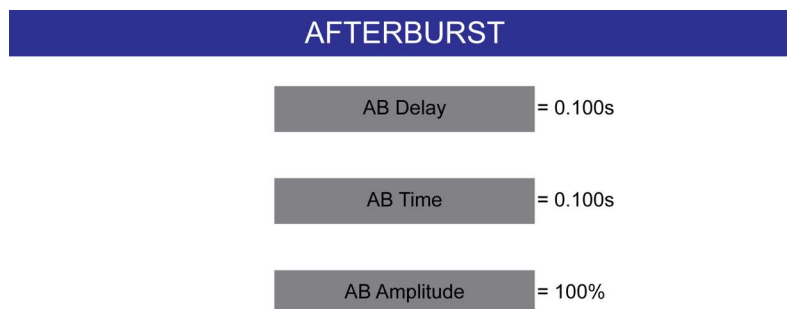 AFTERBURST
AB Delay = 0.100s
AB Time = 0.100s
AB Amplitude = 100%